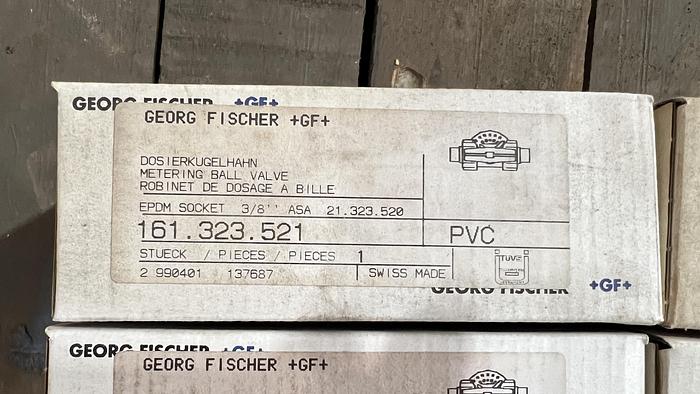 GEORG FISCHER +GF+
GEORG FISCHER +GF+
DOSIERKUGELHAHN
METERING BALL VALVE
ROBINET DE DOSAGE A BILLE
EPDM SOCKET 3/8'' ASA 21.323.520
161.323.521 PVC
STUECK / PIECES / PIECES 1
2 990401 137687 SWISS MADE
TUV
GEORG FISCHER +GF+
GEORG FISCHER +GF+
GEORG FISCHER +GF+